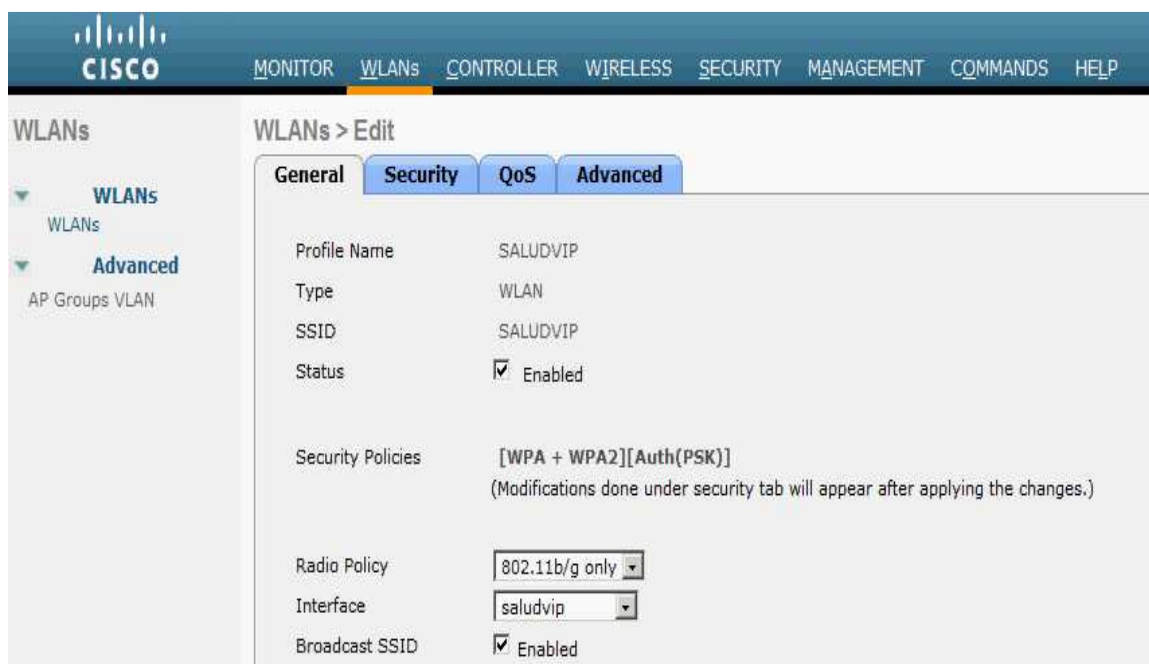 CISCO
MONITOR WLANs CONTROLLER WIRELESS SECURITY MANAGEMENT COMMANDS HELP
WLANs
WLANs
WLANs
Advanced
AP Groups VLAN
WLANs > Edit
General Security QoS Advanced
Profile Name SALUDVIP
Type WLAN
SSID SALUDVIP
Status Enabled
Security Policies [WPA + WPA2][Auth(PSK)]
(Modifications done under security tab will appear after applying the changes.)
Radio Policy 802.11b/g only
Interface saludvip
Broadcast SSID Enabled